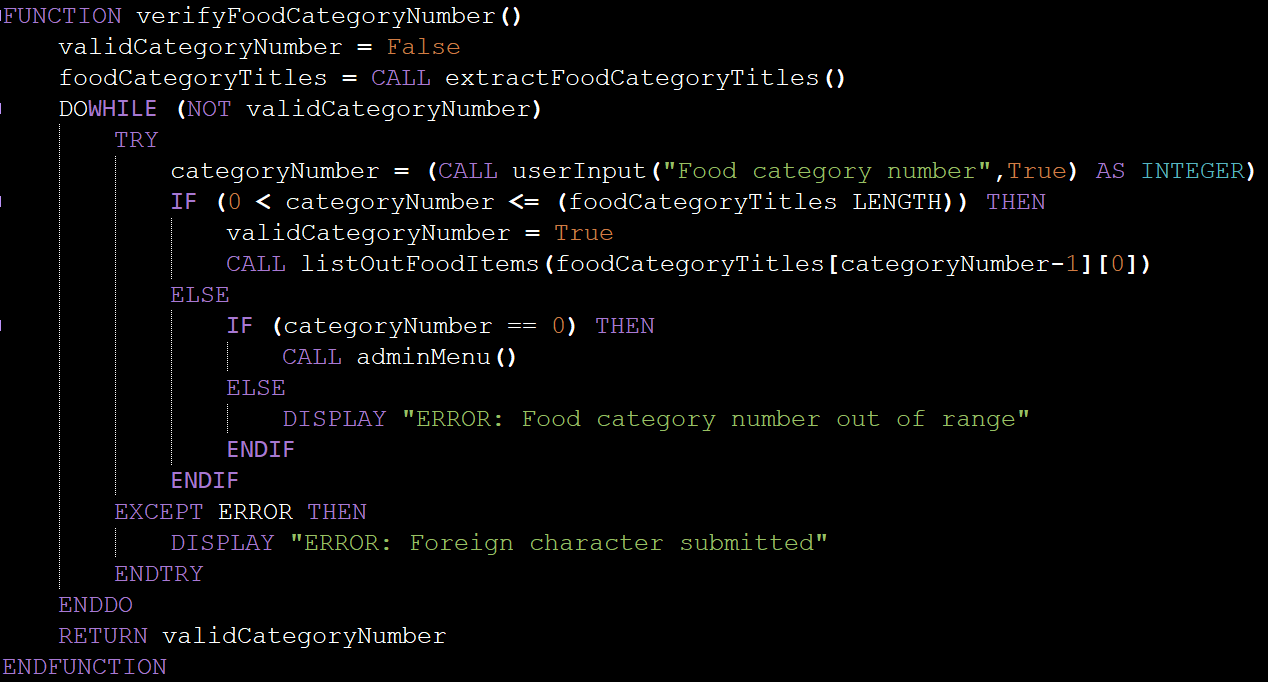 FUNCTION verifyFoodCategoryNumber()
    validCategoryNumber = False
    foodCategoryTitles = CALL extractFoodCategoryTitles()
    DOWHILE (NOT validCategoryNumber)
        TRY
            categoryNumber = (CALL userInput("Food category number",True) AS INTEGER)
            IF (0 < categoryNumber <= (foodCategoryTitles LENGTH)) THEN
                validCategoryNumber = True
                CALL listOutFoodItems(foodCategoryTitles[categoryNumber-1][0])
            ELSE
                IF (categoryNumber == 0) THEN
                    CALL adminMenu()
                ELSE
                    DISPLAY "ERROR: Food category number out of range"
                ENDIF
            ENDIF
        EXCEPT ERROR THEN
            DISPLAY "ERROR: Foreign character submitted"
        ENDTRY
    ENDDO
    RETURN validCategoryNumber
ENDFUNCTION